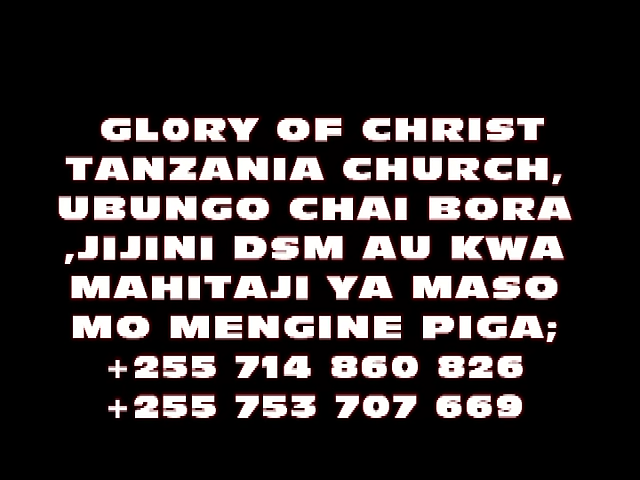 GLORY OF CHRIST
TANZANIA CHURCH,
UBUNGO CHAI BORA
,JIJINI DSM AU KWA
MAHITAJI YA MASO
MO MENGINE PIGA;
+255 714 860 826
+255 753 707 669